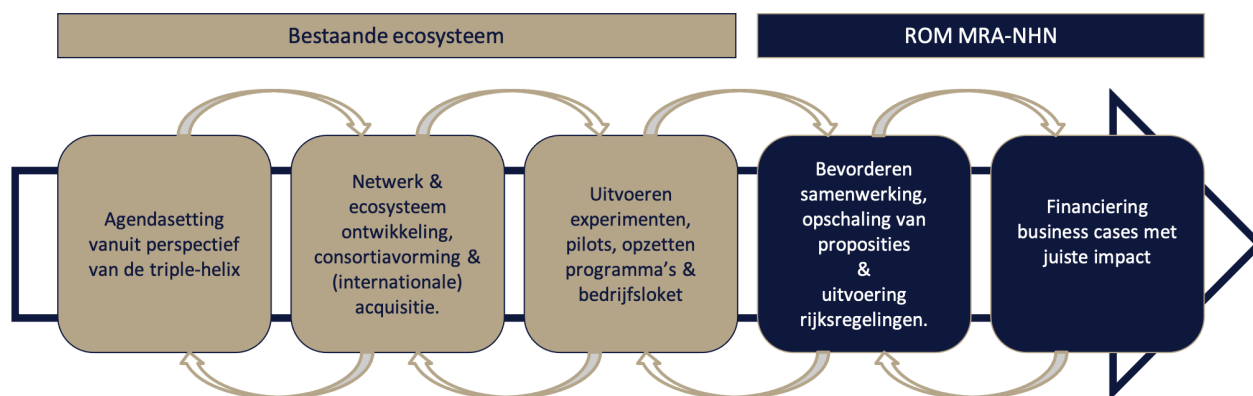 Bestaande ecosysteem
ROM MRA-NHN
Agendasetting
vanuit perspectief
van de triple-helix
Netwerk &
ecosysteem
ontwikkeling,
consortiavorming &
(internationale)
acquisitie.
Uitvoeren
experimenten,
pilots, opzetten
programma's &
bedrijfsloket
Bevorderen
samenwerking,
opschaling van
proposities
&
uitvoering
rijksregelingen.
Financiering
business cases met
juiste impact